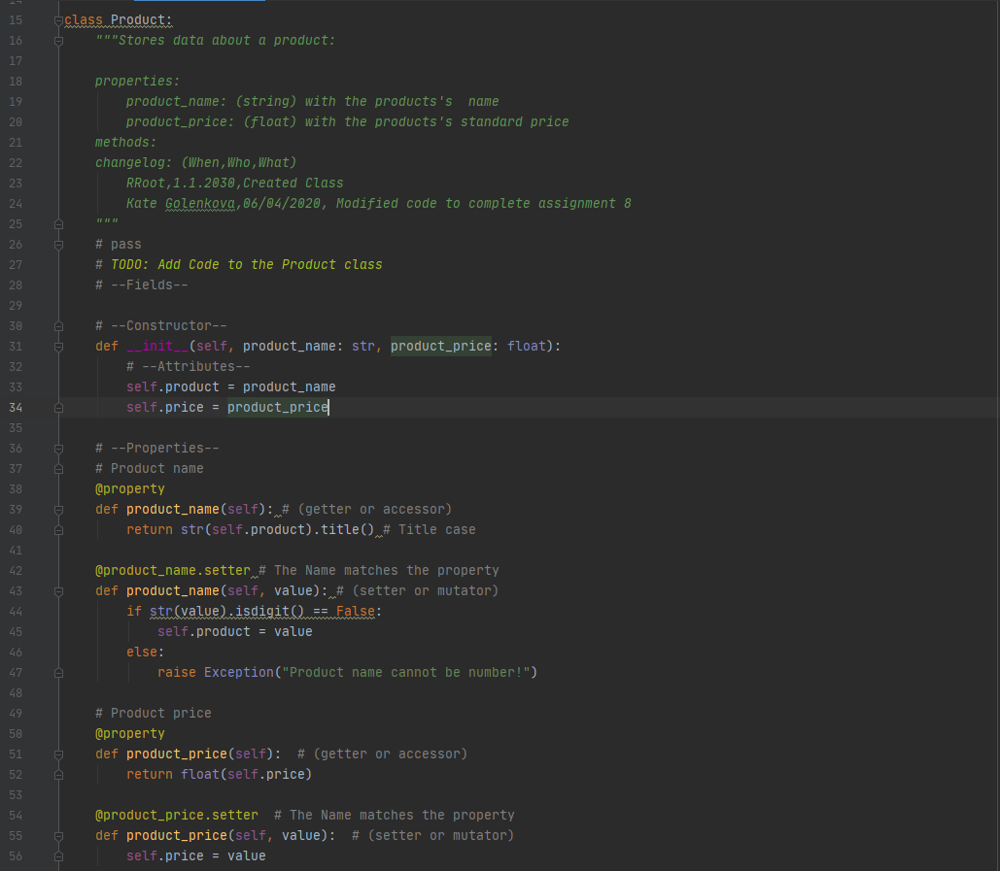 15 class Product:
16 """Stores data about a product:
17
18 properties:
19 product_name: (string) with the products's  name
20 product_price: (float) with the products's standard price
21 methods:
22 changelog: (When,Who,What)
23 RRoot,1.1.2030,Created Class
24 Kate Golenkova,06/04/2020, Modified code to complete assignment 8
25 """
26 # pass
27 # TODO: Add Code to the Product class
28 # --Fields--
29
30 # --Constructor--
31 def __init__(self, product_name: str, product_price: float):
32 # --Attributes--
33 self.product = product_name
34 self.price = product_price
35
36 # --Properties--
37 # Product name
38 @property
39 def product_name(self): # (getter or accessor)
40 return str(self.product).title() # Title case
41
42 @product_name.setter # The Name matches the property
43 def product_name(self, value): # (setter or mutator)
44 if str(value).isdigit() == False:
45 self.product = value
46 else:
47 raise Exception("Product name cannot be number!")
48
49 # Product price
50 @property
51 def product_price(self):  # (getter or accessor)
52 return float(self.price)
53
54 @product_price.setter  # The Name matches the property
55 def product_price(self, value):  # (setter or mutator)
56 self.price = value